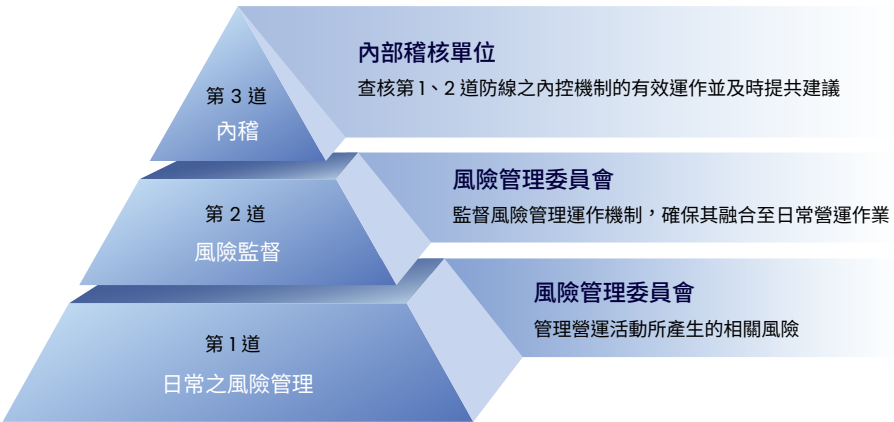 第 3 道
內稽
內部稽核單位
查核第 1、2 道防線之內控機制的有效運作並及時提共建議
第 2 道
風險監督
風險管理委員會
監督風險管理運作機制，確保其融合至日常營運作業
第 1 道
日常之風險管理
風險管理委員會
管理營運活動所產生的相關風險